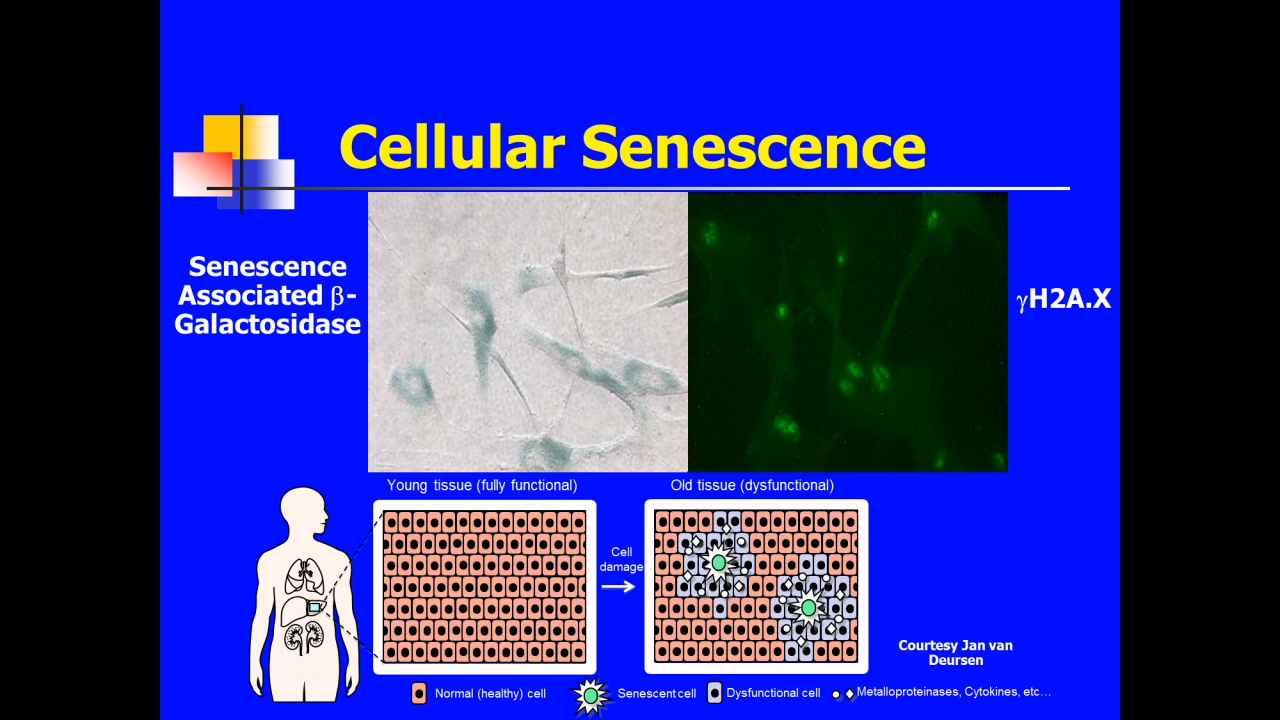 Cellular Senescence
Senescence
Associated β-
Galactosidase
γH2A.X
Young tissue (fully functional)
Old tissue (dysfunctional)
Cell
damage
Courtesy Jan van
Deursen
Normal (healthy) cell
Senescent cell
Dysfunctional cell
Metalloproteinases, Cytokines, etc…